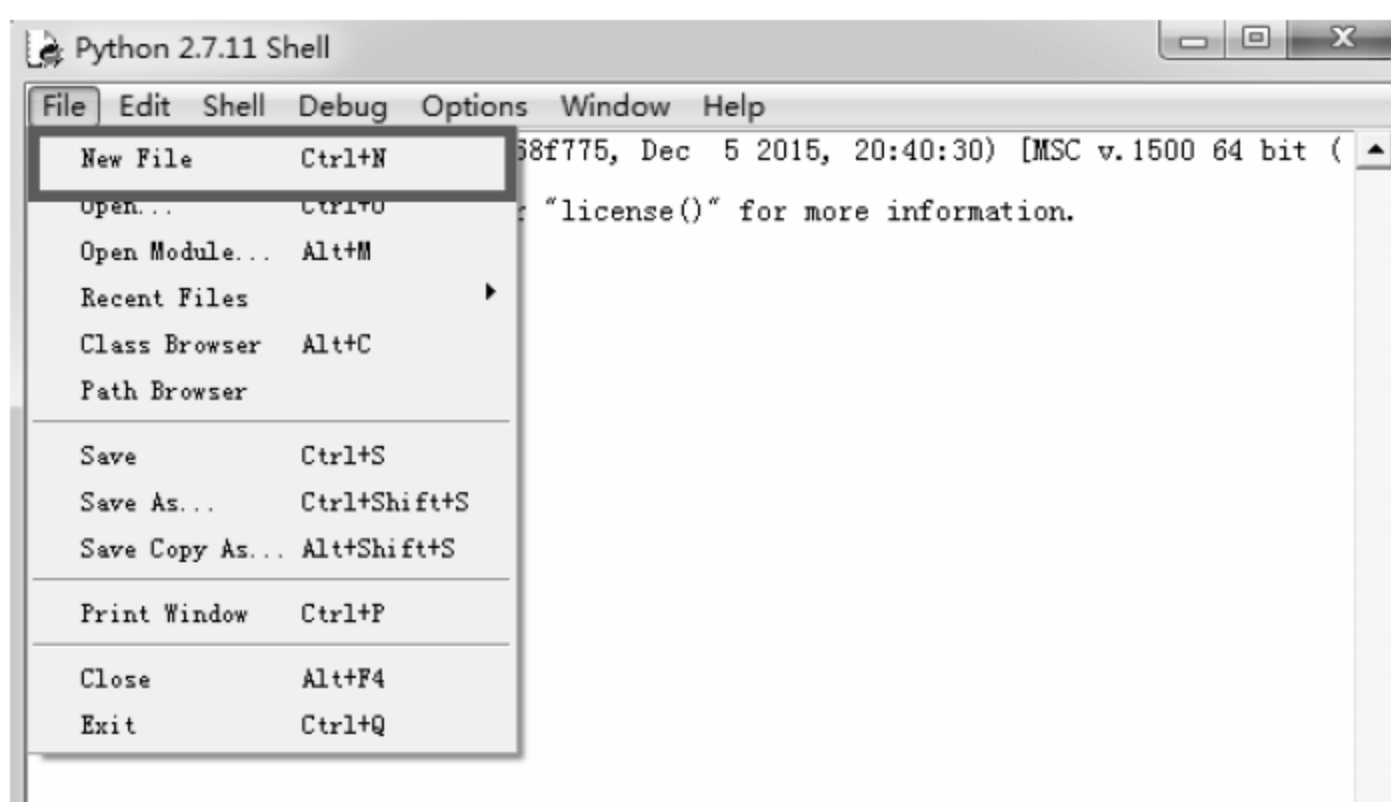 Python 2.7.11 Shell
File Edit Shell Debug Options Window Help
58f775, Dec 5 2015, 20:40:30) [MSC v.1500 64 bit (
"license()" for more information.
New File Ctrl+N
Open... Ctrl+O
Open Module... Alt+M
Recent Files
Class Browser Alt+C
Path Browser
Save Ctrl+S
Save As... Ctrl+Shift+S
Save Copy As... Alt+Shift+S
Print Window Ctrl+P
Close Alt+F4
Exit Ctrl+Q